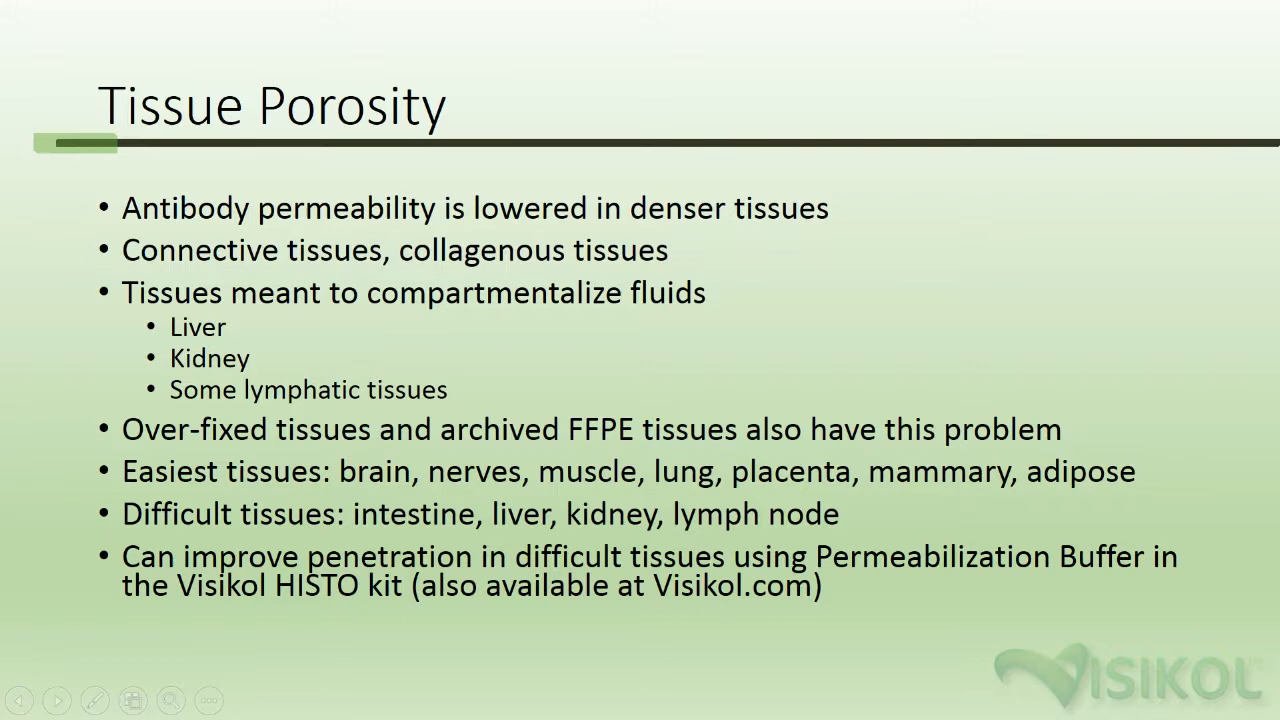 Tissue Porosity
• Antibody permeability is lowered in denser tissues
• Connective tissues, collagenous tissues
• Tissues meant to compartmentalize fluids
• Liver
• Kidney
• Some lymphatic tissues
• Over-fixed tissues and archived FFPE tissues also have this problem
• Easiest tissues: brain, nerves, muscle, lung, placenta, mammary, adipose
• Difficult tissues: intestine, liver, kidney, lymph node
• Can improve penetration in difficult tissues using Permeabilization Buffer in
the Visikol HISTO kit (also available at Visikol.com)
VISIKOL